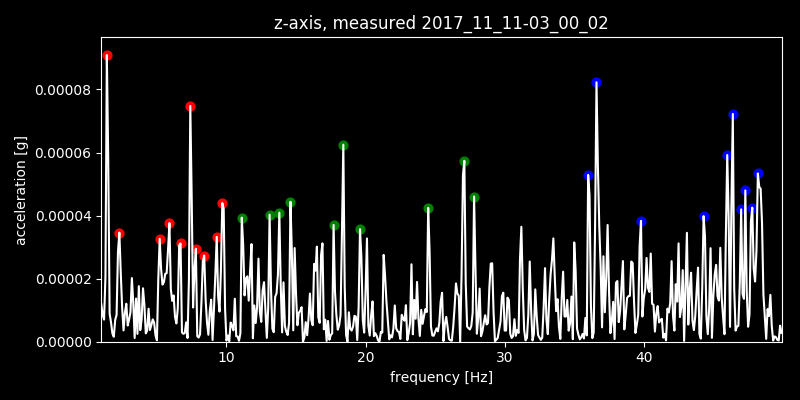 z-axis, measured 2017_11_11-03_00_02
0.00008
0.00006
0.00004
0.00002
0.00000
acceleration [g]
10 20 30 40
frequency [Hz]